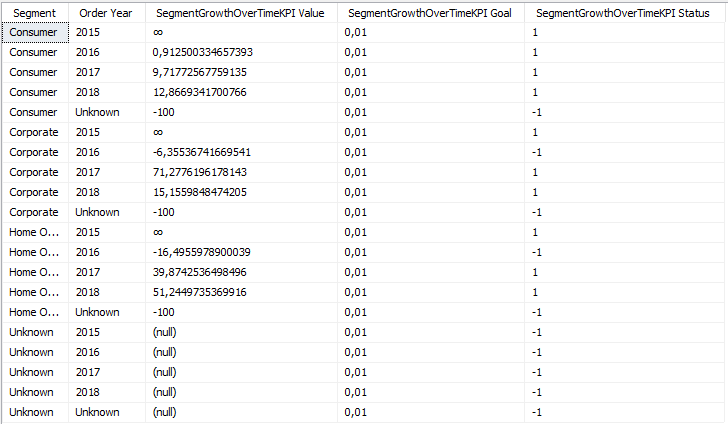 Segment Order Year SegmentGrowthOverTimeKPI Value SegmentGrowthOverTimeKPI Goal SegmentGrowthOverTimeKPI Status
Consumer 2015 ∞ 0,01 1
Consumer 2016 0,912500334657393 0,01 1
Consumer 2017 9,71772567759135 0,01 1
Consumer 2018 12,8669341700766 0,01 1
Consumer Unknown -100 0,01 -1
Corporate 2015 ∞ 0,01 1
Corporate 2016 -6,35536741669541 0,01 -1
Corporate 2017 71,2776196178143 0,01 1
Corporate 2018 15,1559848474205 0,01 1
Corporate Unknown -100 0,01 -1
Home O... 2015 ∞ 0,01 1
Home O... 2016 -16,4955978900039 0,01 -1
Home O... 2017 39,8742536498496 0,01 1
Home O... 2018 51,2449735369916 0,01 1
Home O... Unknown -100 0,01 -1
Unknown 2015 (null) 0,01 -1
Unknown 2016 (null) 0,01 -1
Unknown 2017 (null) 0,01 -1
Unknown 2018 (null) 0,01 -1
Unknown Unknown (null) 0,01 -1